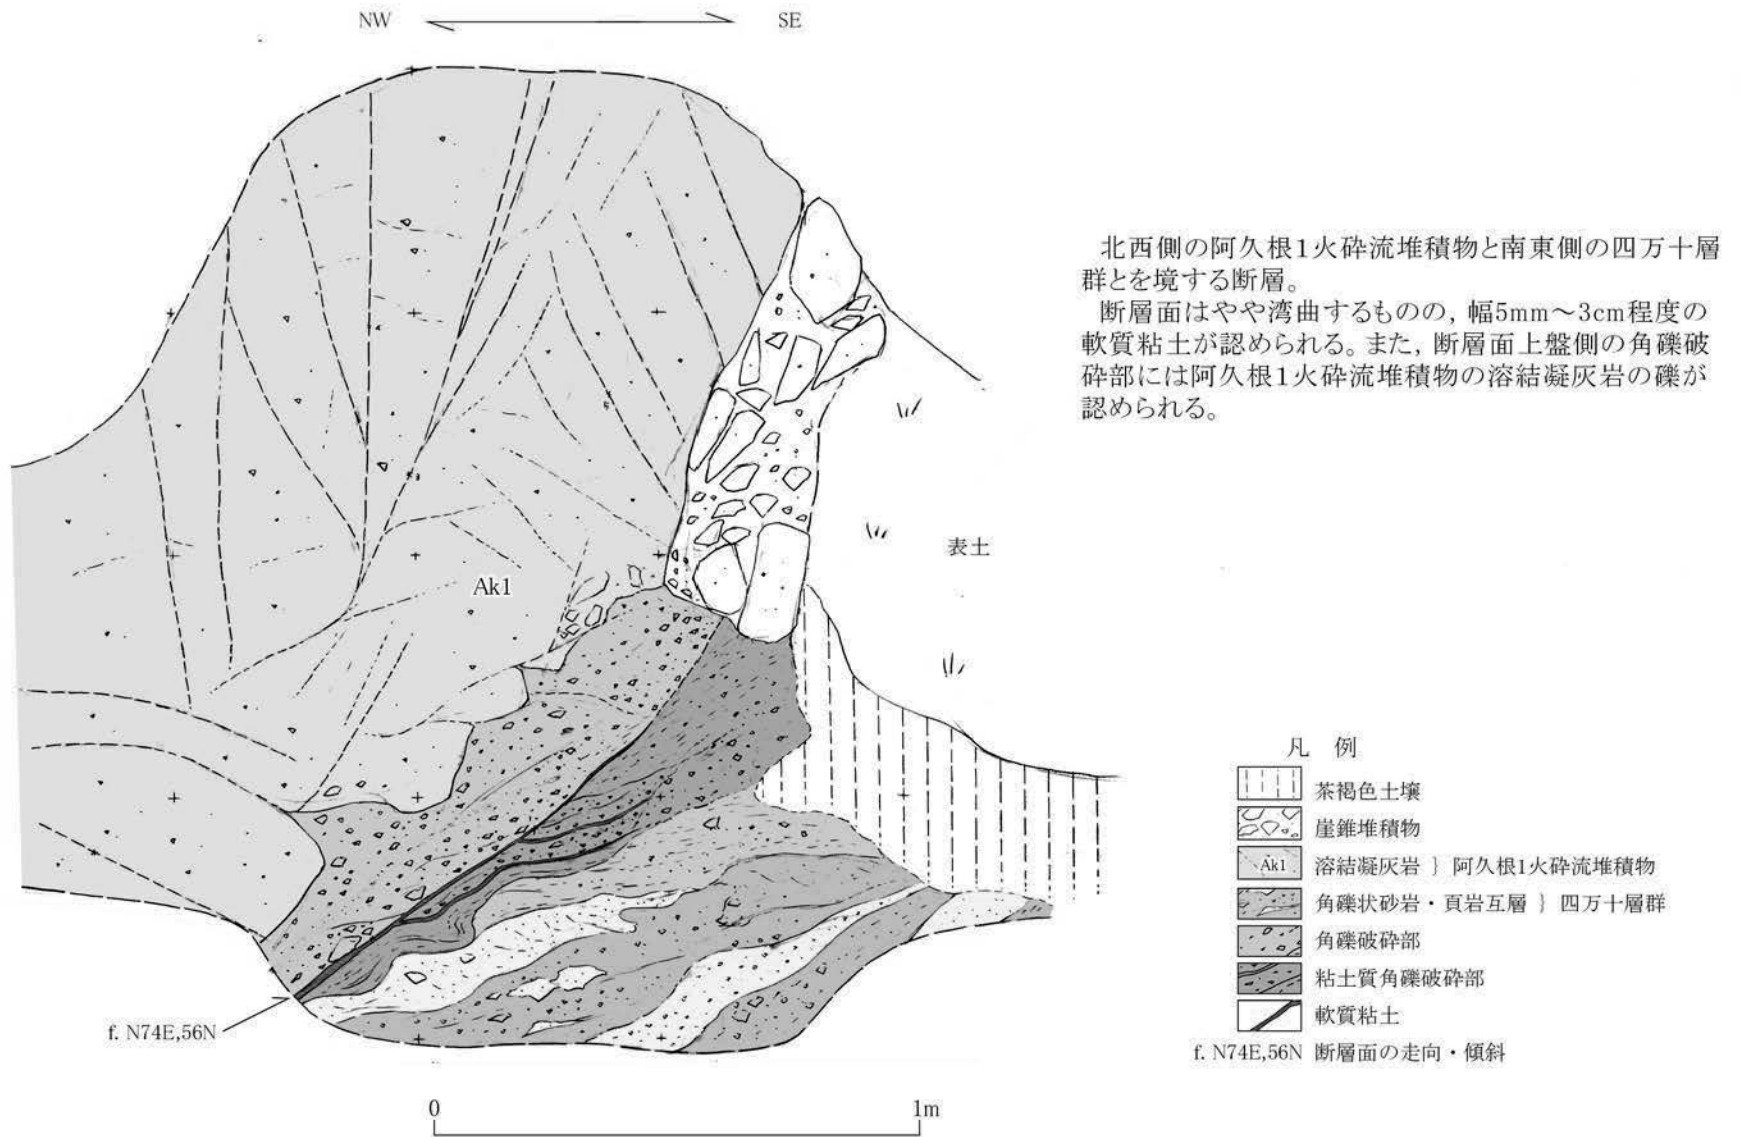 NW SE
北西側の阿久根1火砕流堆積物と南東側の四万十層
群とを境する断層。
断層面はやや湾曲するものの，幅5mm～3cm程度の
軟質粘土が認められる。また，断層面上盤側の角礫破
砕部には阿久根1火砕流堆積物の溶結凝灰岩の礫が
認められる。
表土
Ak1
凡 例
茶褐色土壌
崖錐堆積物
Ak1 溶結凝灰岩 } 阿久根1火砕流堆積物
角礫状砂岩・頁岩互層 } 四万十層群
角礫破砕部
粘土質角礫破砕部
軟質粘土
f. N74E,56N 断層面の走向・傾斜
f. N74E,56N
0 1m